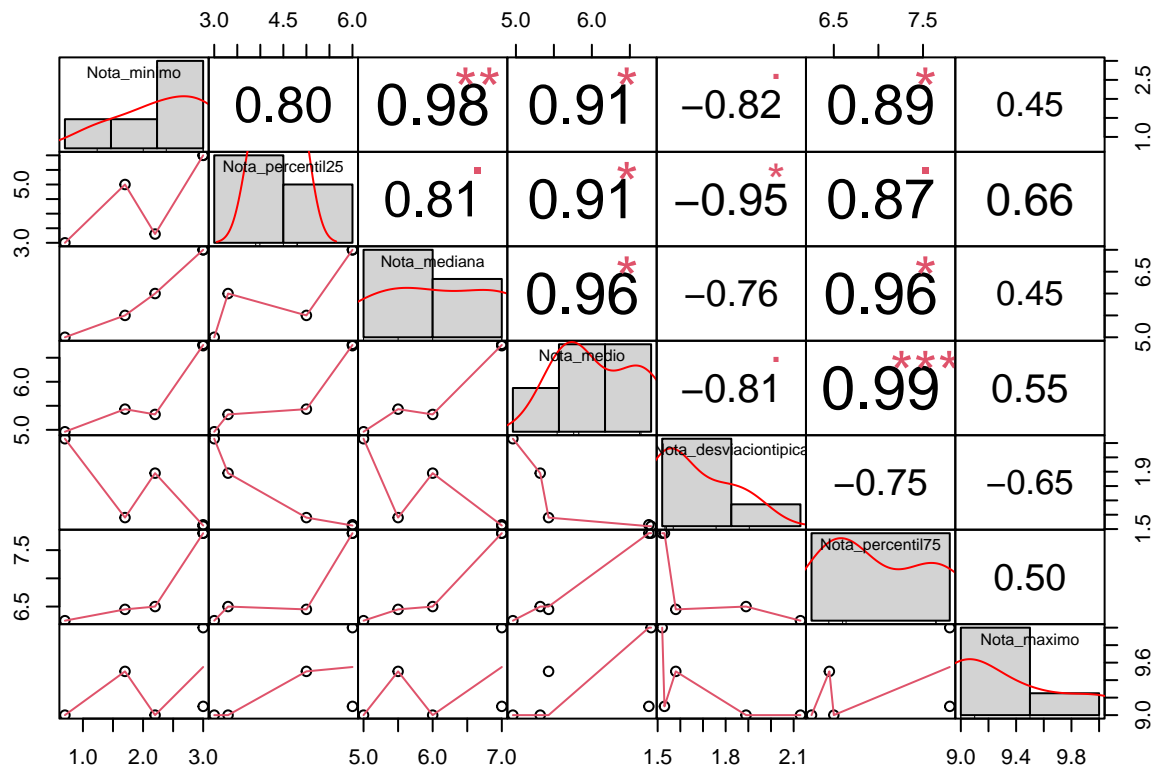 3.0 4.5 6.0 5.0 6.0 6.5 7.5
Nota_minimo 0.80 0.98 ** 0.91 * −0.82 . 0.89 * 0.45 1.0 2.5
3.0 5.0 Nota_percentil25 0.81 . 0.91 * −0.95 * 0.87 . 0.66
Nota_mediana 0.96 * −0.76 0.96 * 0.45 5.0 6.5
5.0 6.0 Nota_medio −0.81 . 0.99 *** 0.55
Nota_desviaciontipica −0.75 −0.65 1.5 1.9
6.5 7.5 Nota_percentil75 0.50
Nota_maximo 9.0 9.6
1.0 2.0 3.0 5.0 6.0 7.0 1.5 1.8 2.1 9.0 9.4 9.8